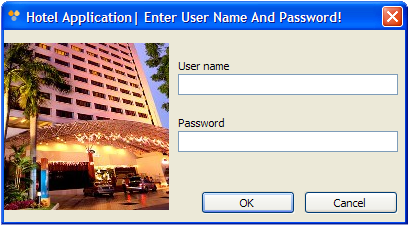 Hotel Application| Enter User Name And Password!
User name
Password
OK
Cancel